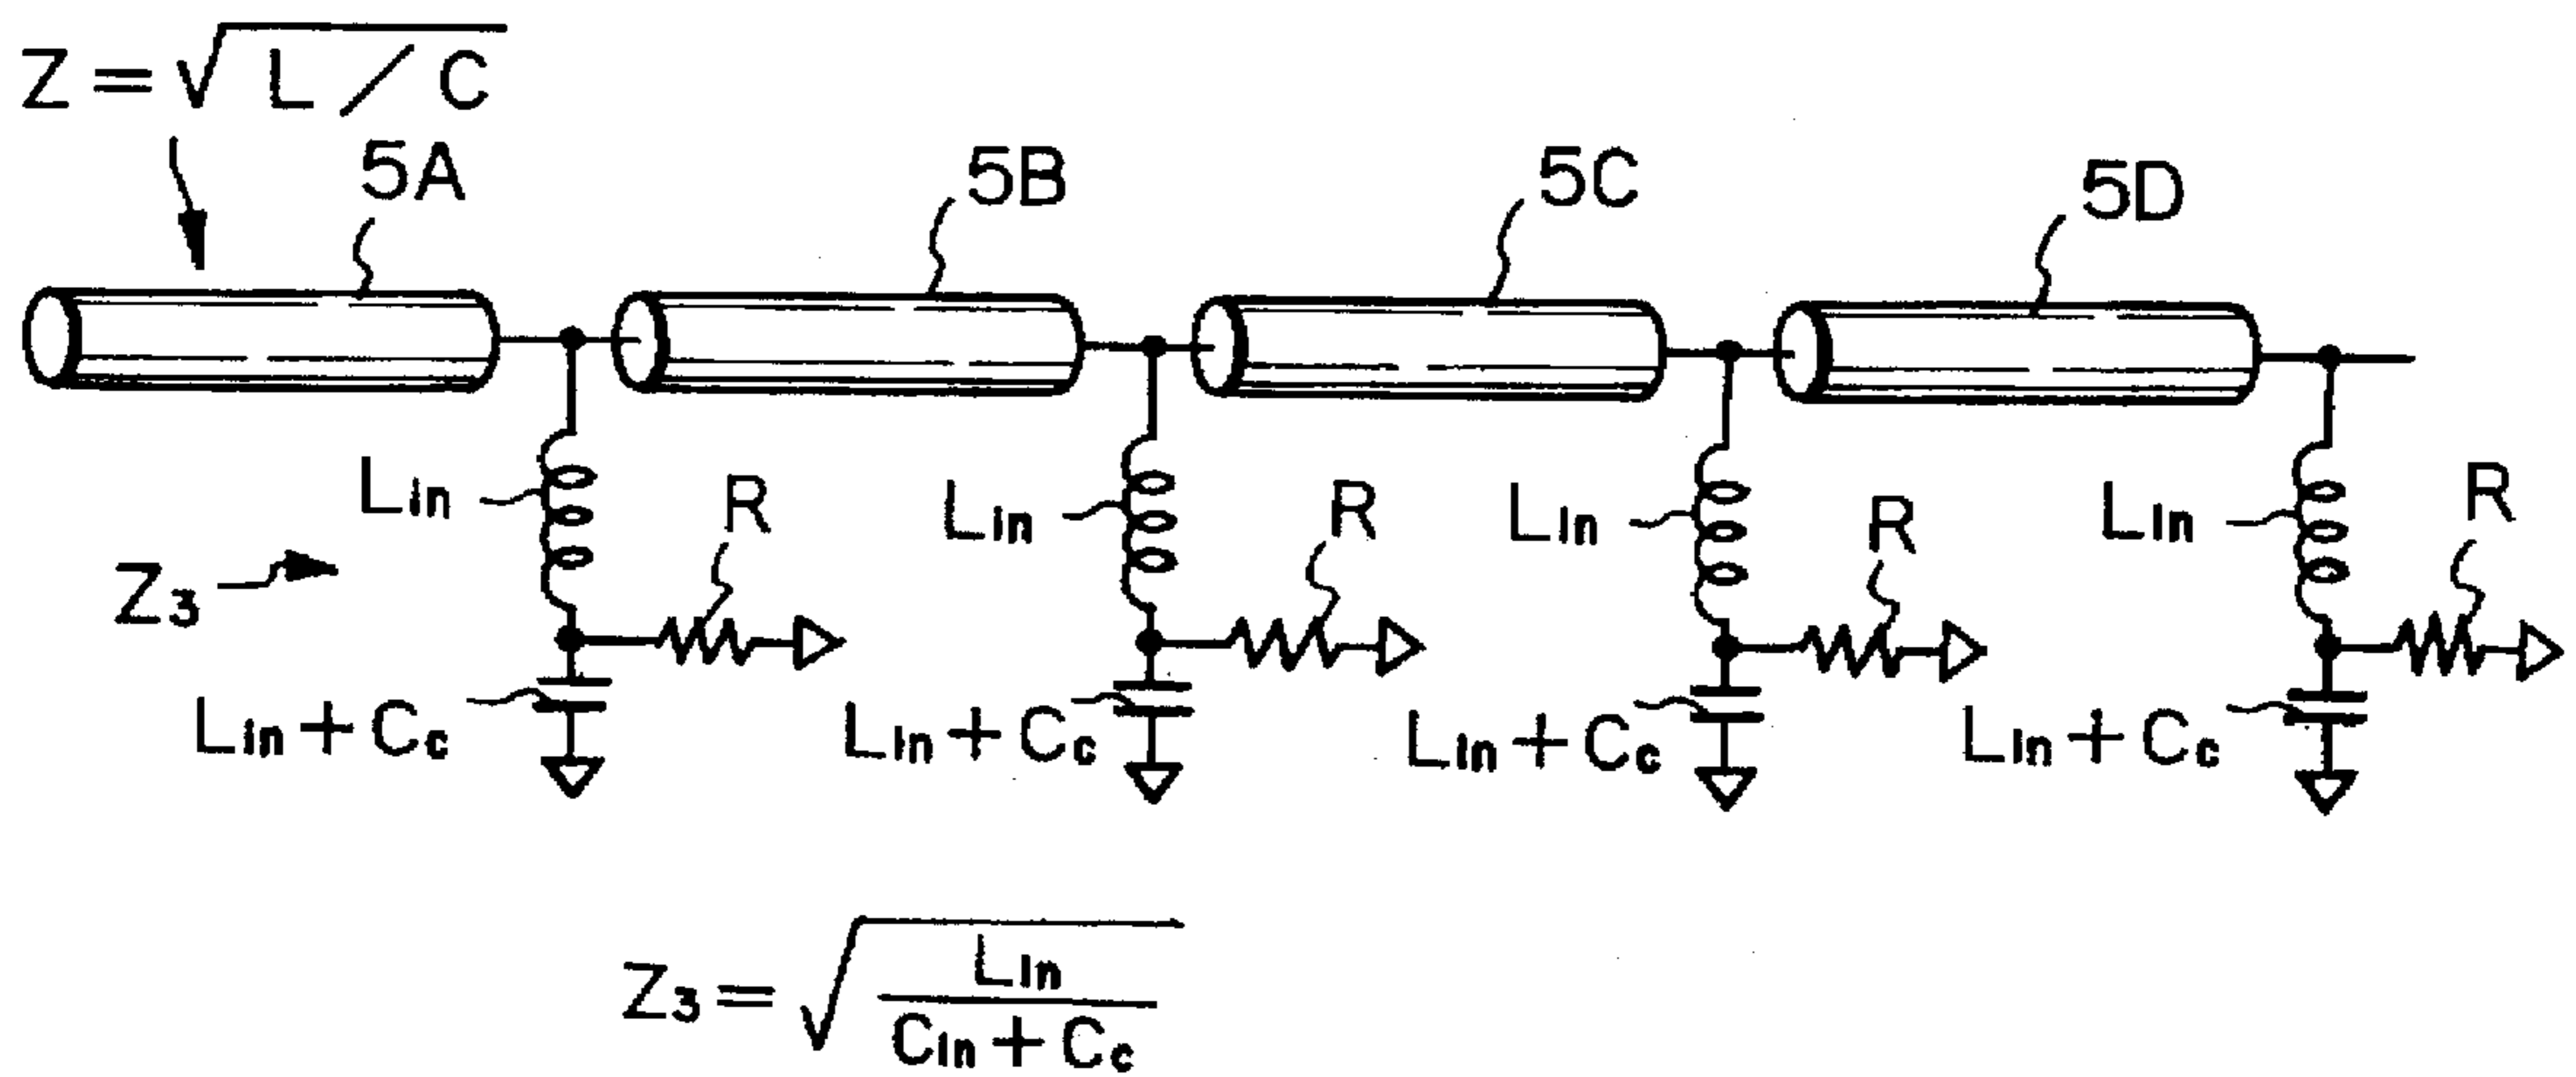 Z = √L/C
5A
5B
5C
5D
Lin
R
Lin
R
Lin
R
Lin
R
Z3
Lin + Cc
Lin + Cc
Lin + Cc
Lin + Cc
Z3 = √Lin / Cin + Cc